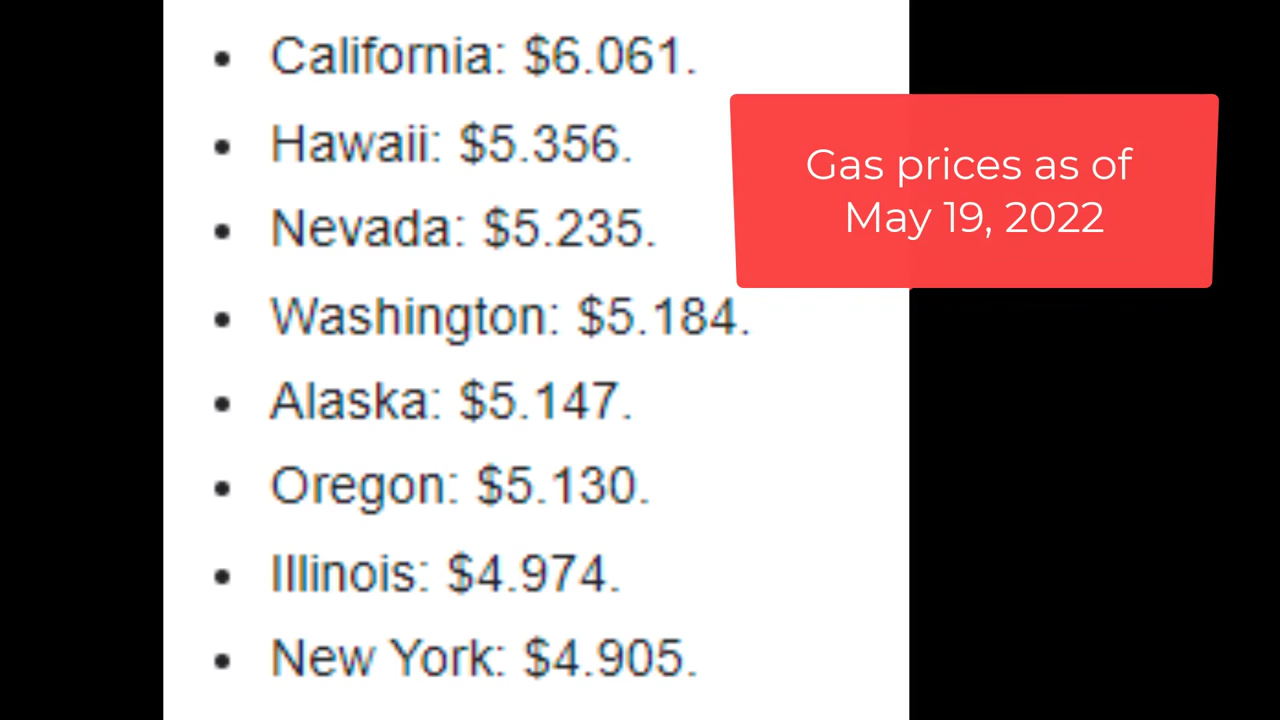 • California: $6.061.
• Hawaii: $5.356.
• Nevada: $5.235.
• Washington: $5.184.
• Alaska: $5.147.
• Oregon: $5.130.
• Illinois: $4.974.
• New York: $4.905.
Gas prices as of
May 19, 2022